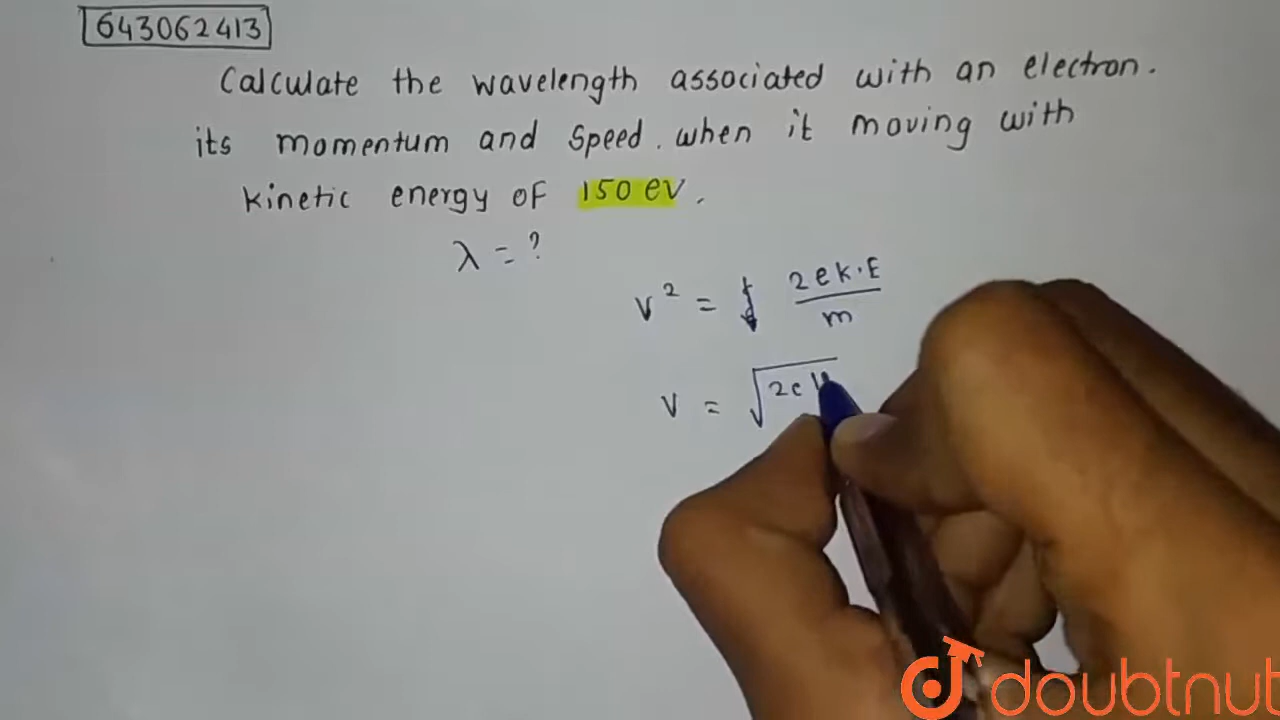 643062413
Calculate the wavelength associated with an electron.
its momentum and speed. when it moving with
kinetic energy of 150 eV.
λ = ?
v² = 2ek.E / m
v = √2e
doubtnut